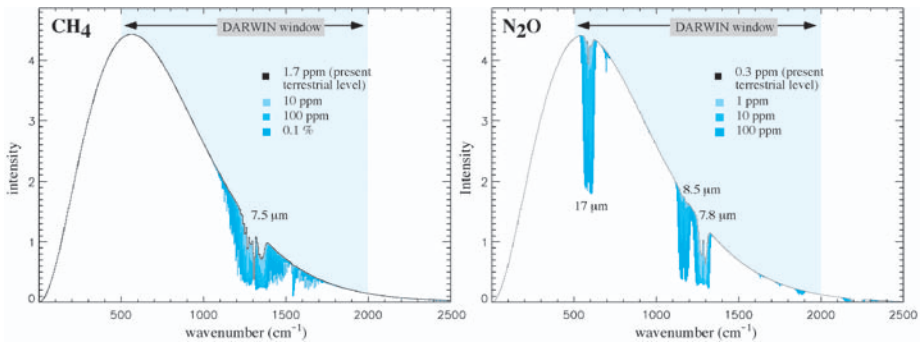 CH4
DARWIN window
1.7 ppm (present
terrestrial level)
10 ppm
100 ppm
0.1 %
7.5 µm
intensity
4
3
2
1
0
500
1000
1500
2000
2500
wavenumber (cm⁻¹)
N2O
DARWIN window
0.3 ppm (present
terrestrial level)
1 ppm
10 ppm
100 ppm
17 µm
8.5 µm
7.8 µm
Intensity
4
3
2
1
0
0
500
1000
1500
2000
2500
wavenumber (cm⁻¹)